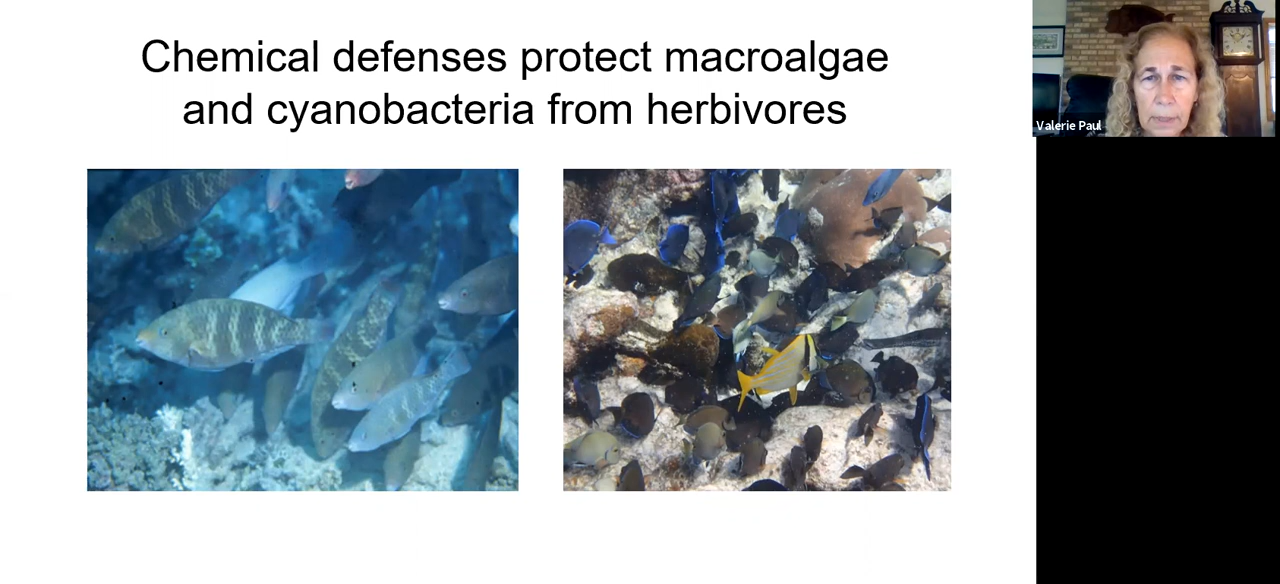 Chemical defenses protect macroalgae
and cyanobacteria from herbivores
Valerie Paul